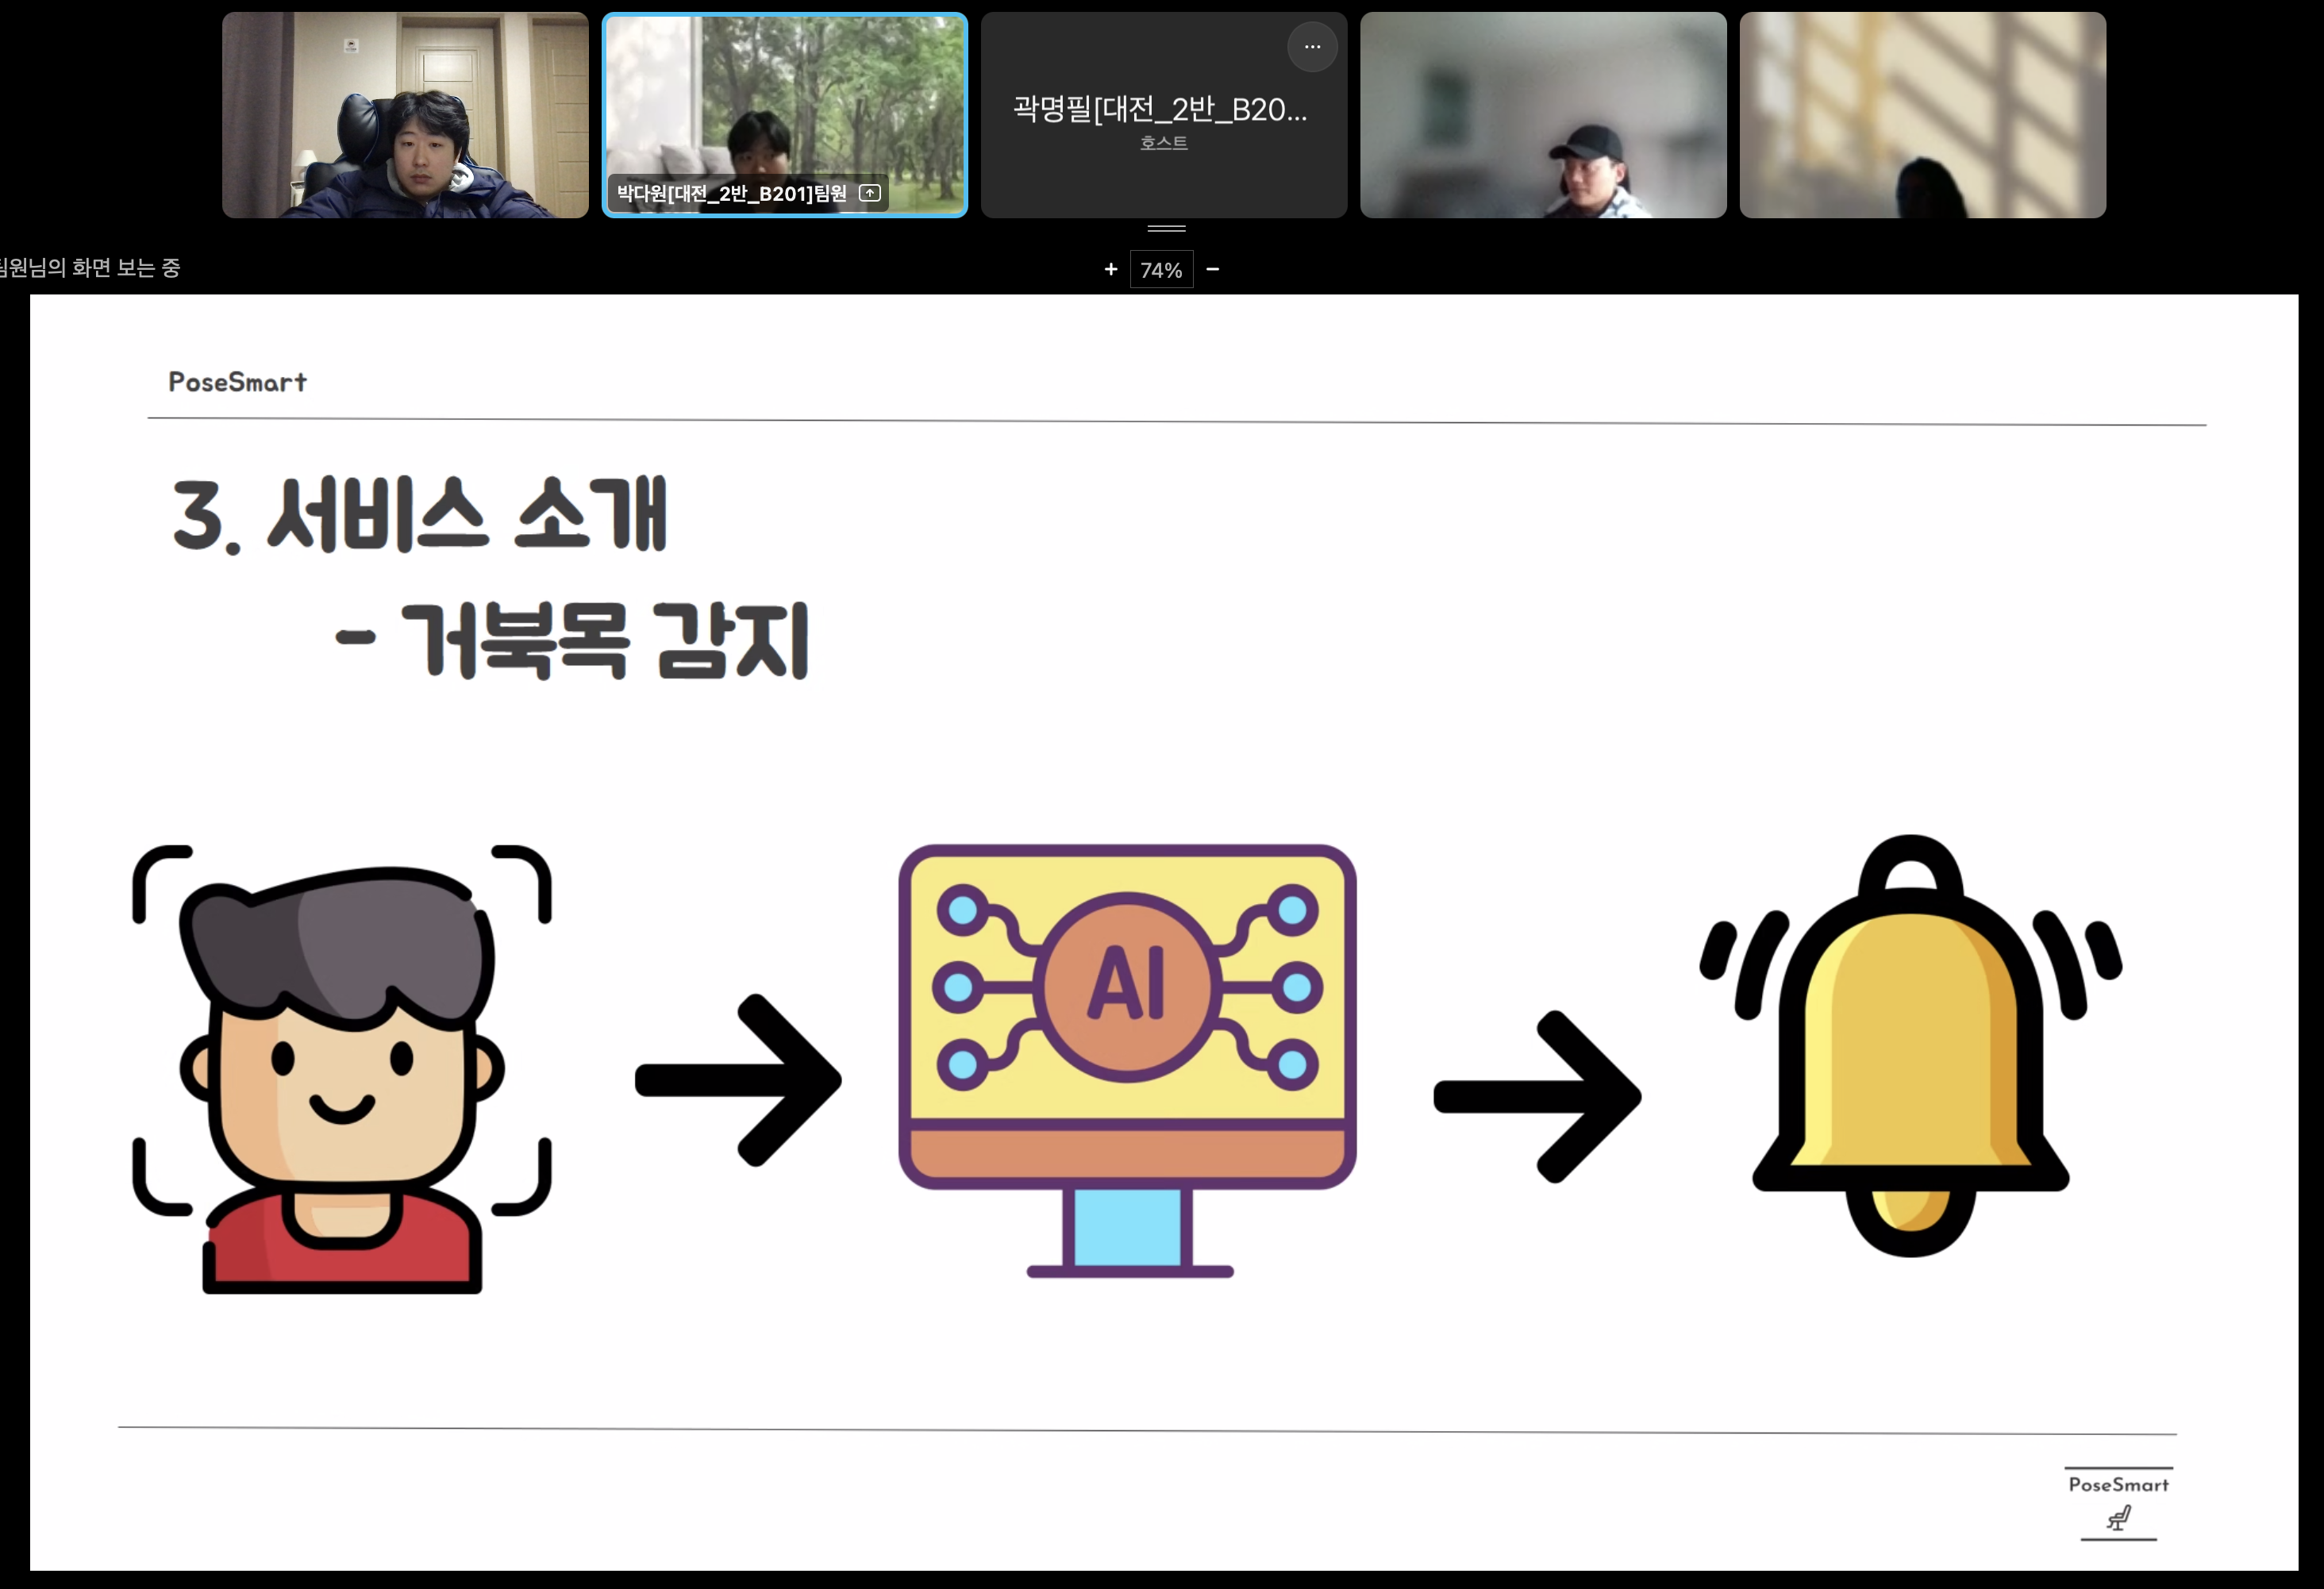 곽명필[대전_2반_B20...
호스트
박다원[대전_2반_B201]팀원
팀원님의 화면 보는 중
+ 74% −
PoseSmart
3. 서비스 소개
- 거북목 감지
AI
PoseSmart